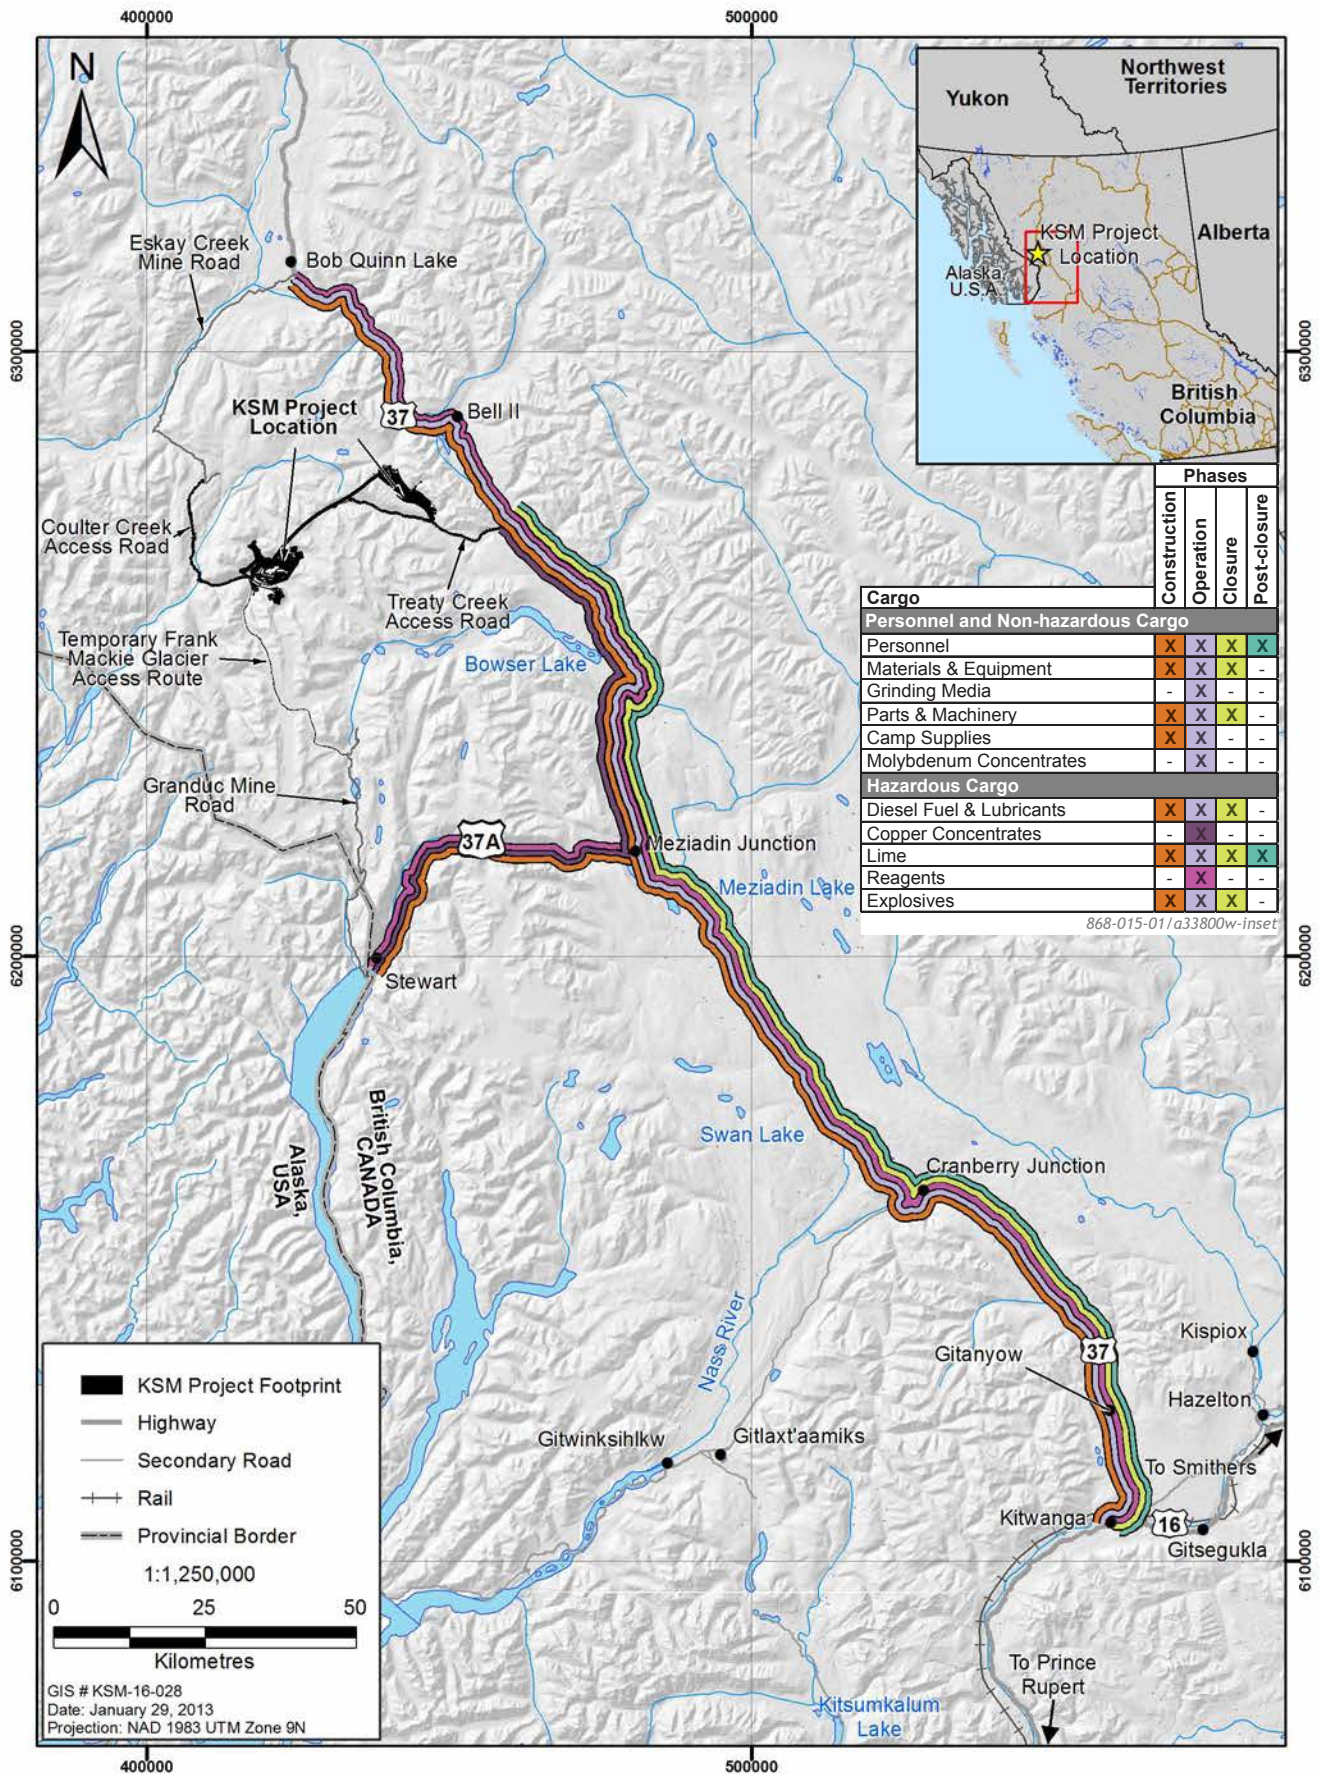 400000
500000
N
Yukon
Northwest
Territories
Alberta
KSM Project
Location
Alaska,
U.S.A.
British
Columbia
Eskay Creek
Mine Road
Bob Quinn Lake
6300000
6300000
KSM Project
Location
37
Bell II
Coulter Creek
Access Road
Treaty Creek
Access Road
Temporary Frank
Mackie Glacier
Access Route
Bowser Lake
Granduc Mine
Road
37A
Meziadin Junction
Meziadin Lake
Phases
Cargo
Construction
Operation
Closure
Post-closure
Personnel and Non-hazardous Cargo
Personnel X X X X
Materials & Equipment X X X -
Grinding Media - X - -
Parts & Machinery X X X -
Camp Supplies X X - -
Molybdenum Concentrates - X - -
Hazardous Cargo
Diesel Fuel & Lubricants X X X -
Copper Concentrates - X - -
Lime X X X X
Reagents - X - -
Explosives X X X -
868-015-01/a33800w-inset
6200000
6200000
Stewart
British Columbia,
CANADA
Alaska,
USA
Swan Lake
Cranberry Junction
Nass River
Kispiox
37
Gitanyow
Hazelton
Gitwinksihlkw
Gitlaxt'aamiks
To Smithers
Kitwanga
16
Gitsegukla
6100000
6100000
To Prince
Rupert
Kitsumkalum
Lake
KSM Project Footprint
Highway
Secondary Road
Rail
Provincial Border
1:1,250,000
0 25 50
Kilometres
GIS # KSM-16-028
Date: January 29, 2013
Projection: NAD 1983 UTM Zone 9N
400000
500000